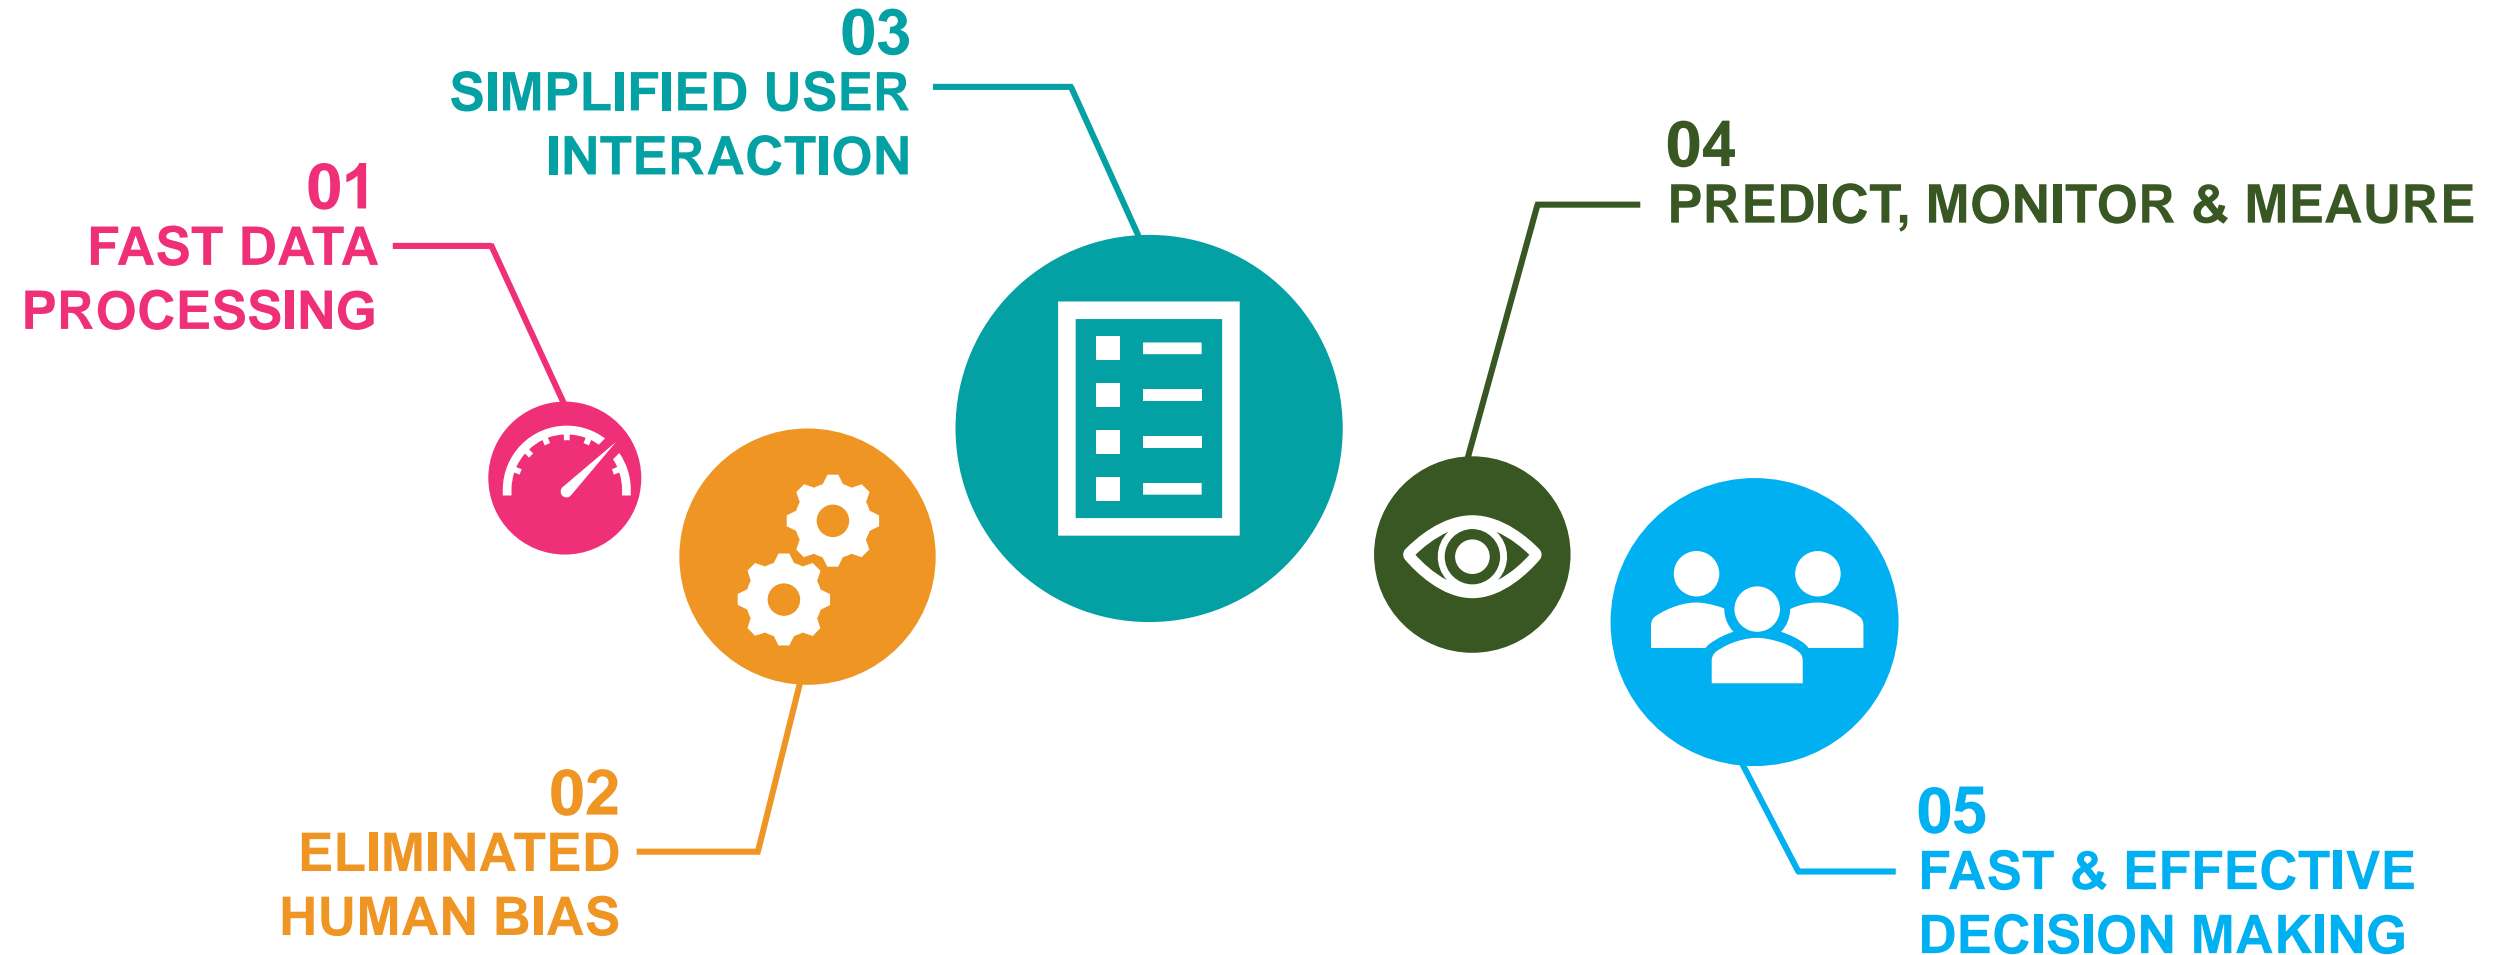 01
FAST DATA
PROCESSING
02
ELIMINATED
HUMAN BIAS
03
SIMPLIFIED USER
INTERACTION
04
PREDICT, MONITOR & MEAURE
05
FAST & EFFECTIVE
DECISION MAKING